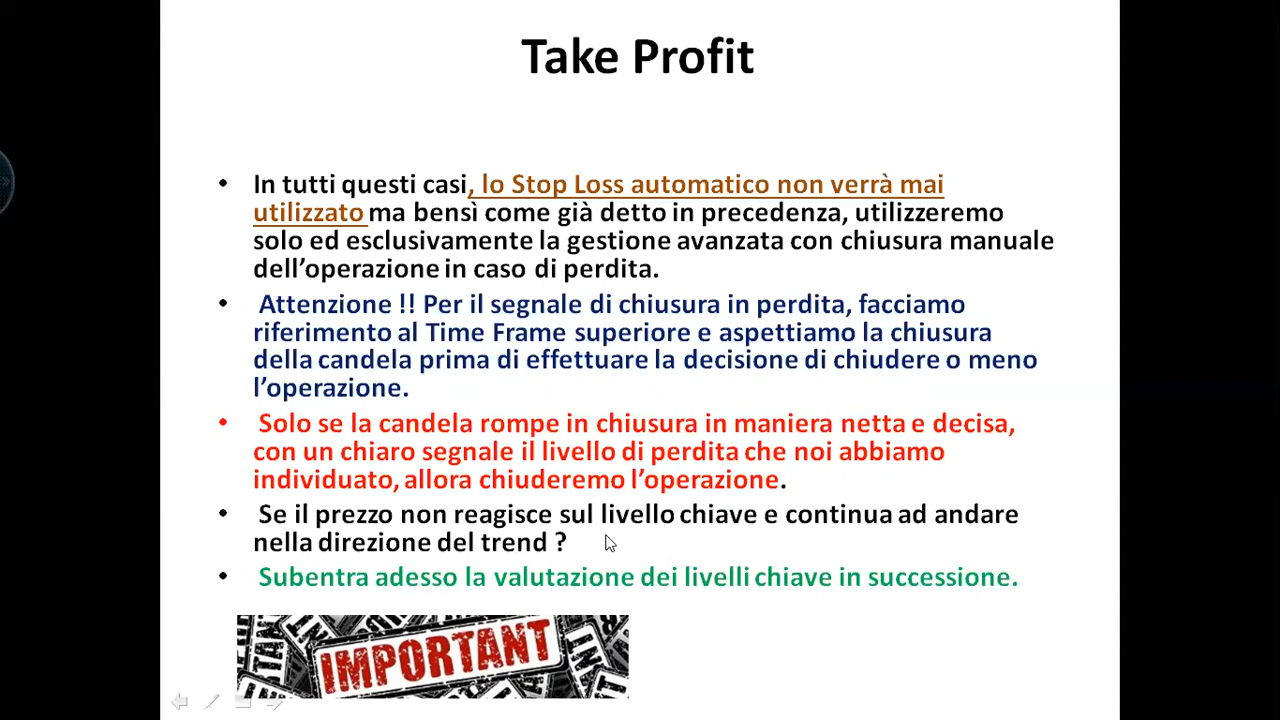 Take Profit
• In tutti questi casi, lo Stop Loss automatico non verrà mai
utilizzato ma bensì come già detto in precedenza, utilizzeremo
solo ed esclusivamente la gestione avanzata con chiusura manuale
dell’operazione in caso di perdita.
• Attenzione !! Per il segnale di chiusura in perdita, facciamo
riferimento al Time Frame superiore e aspettiamo la chiusura
della candela prima di effettuare la decisione di chiudere o meno
l’operazione.
• Solo se la candela rompe in chiusura in maniera netta e decisa,
con un chiaro segnale il livello di perdita che noi abbiamo
individuato, allora chiuderemo l’operazione.
• Se il prezzo non reagisce sul livello chiave e continua ad andare
nella direzione del trend ?
• Subentra adesso la valutazione dei livelli chiave in successione.
IMPORTANT